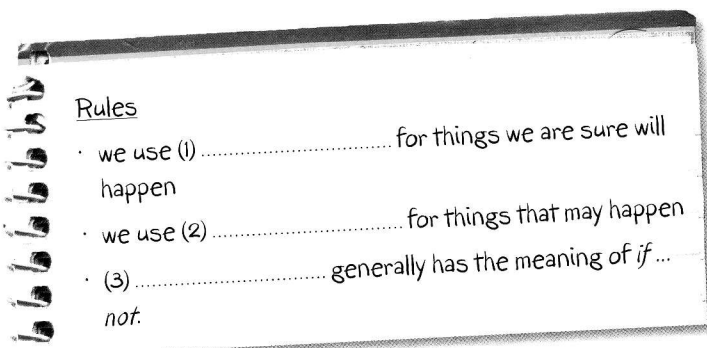 Rules
· we use (1) ................................ for things we are sure will
happen
· we use (2) ................................ for things that may happen
· (3) ................................ generally has the meaning of if ...
not.